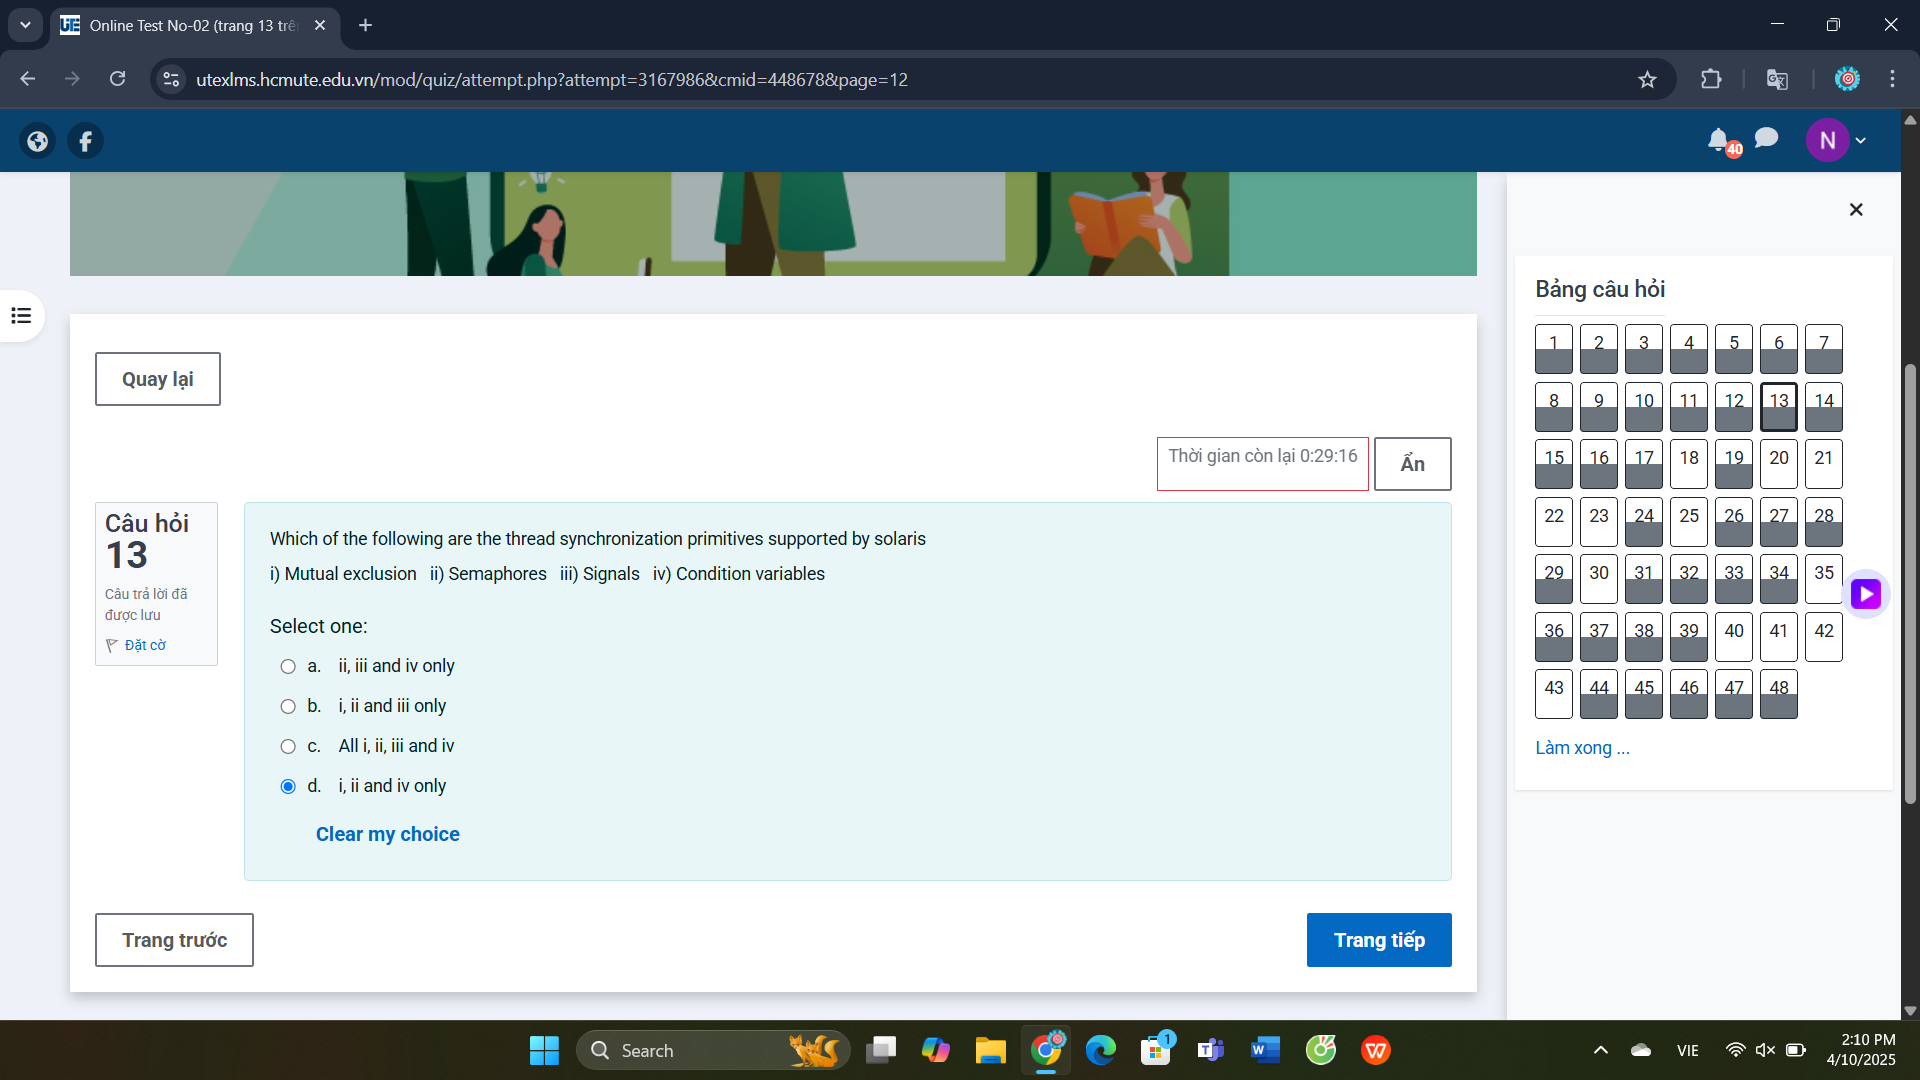 Online Test No-02 (trang 13 trê
utexlms.hcmute.edu.vn/mod/quiz/attempt.php?attempt=3167986&cmid=448678&page=12
40
N
Quay lại
Thời gian còn lại 0:29:16
Ẩn
Câu hỏi
13
Câu trả lời đã
được lưu
Đặt cờ
Which of the following are the thread synchronization primitives supported by solaris
i) Mutual exclusion ii) Semaphores iii) Signals iv) Condition variables
Select one:
a. ii, iii and iv only
b. i, ii and iii only
c. All i, ii, iii and iv
d. i, ii and iv only
Clear my choice
Trang trước
Trang tiếp
Bảng câu hỏi
1 2 3 4 5 6 7
8 9 10 11 12 13 14
15 16 17 18 19 20 21
22 23 24 25 26 27 28
29 30 31 32 33 34 35
36 37 38 39 40 41 42
43 44 45 46 47 48
Làm xong ...
Search
1
VIE
2:10 PM
4/10/2025